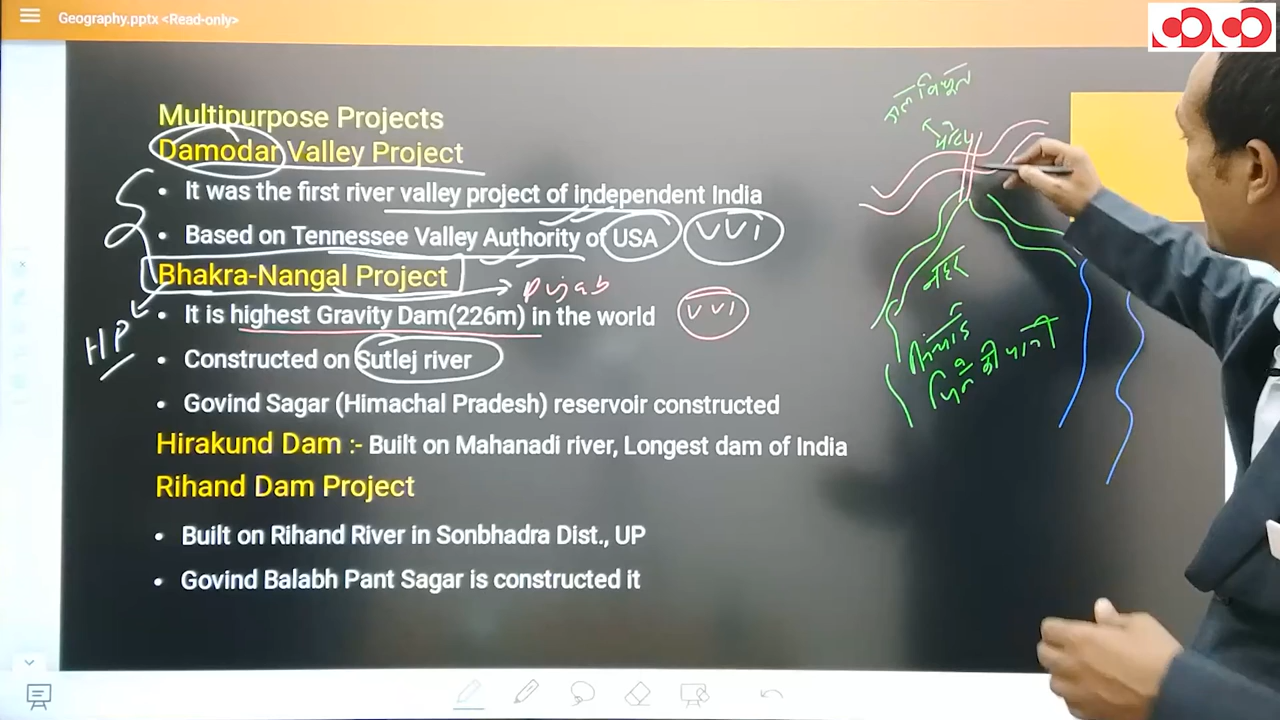 Geography.pptx <Read-only>
Multipurpose Projects
Damodar Valley Project
• It was the first river valley project of independent India
• Based on Tennessee Valley Authority of USA VVI
Bhakra-Nangal Project
Punjab
• It is highest Gravity Dam(226m) in the world VVI
HP
• Constructed on Sutlej river
• Govind Sagar (Himachal Pradesh) reservoir constructed
Hirakund Dam :- Built on Mahanadi river, Longest dam of India
Rihand Dam Project
• Built on Rihand River in Sonbhadra Dist., UP
• Govind Balabh Pant Sagar is constructed it
जल विद्युत
नहर
सिंचाई